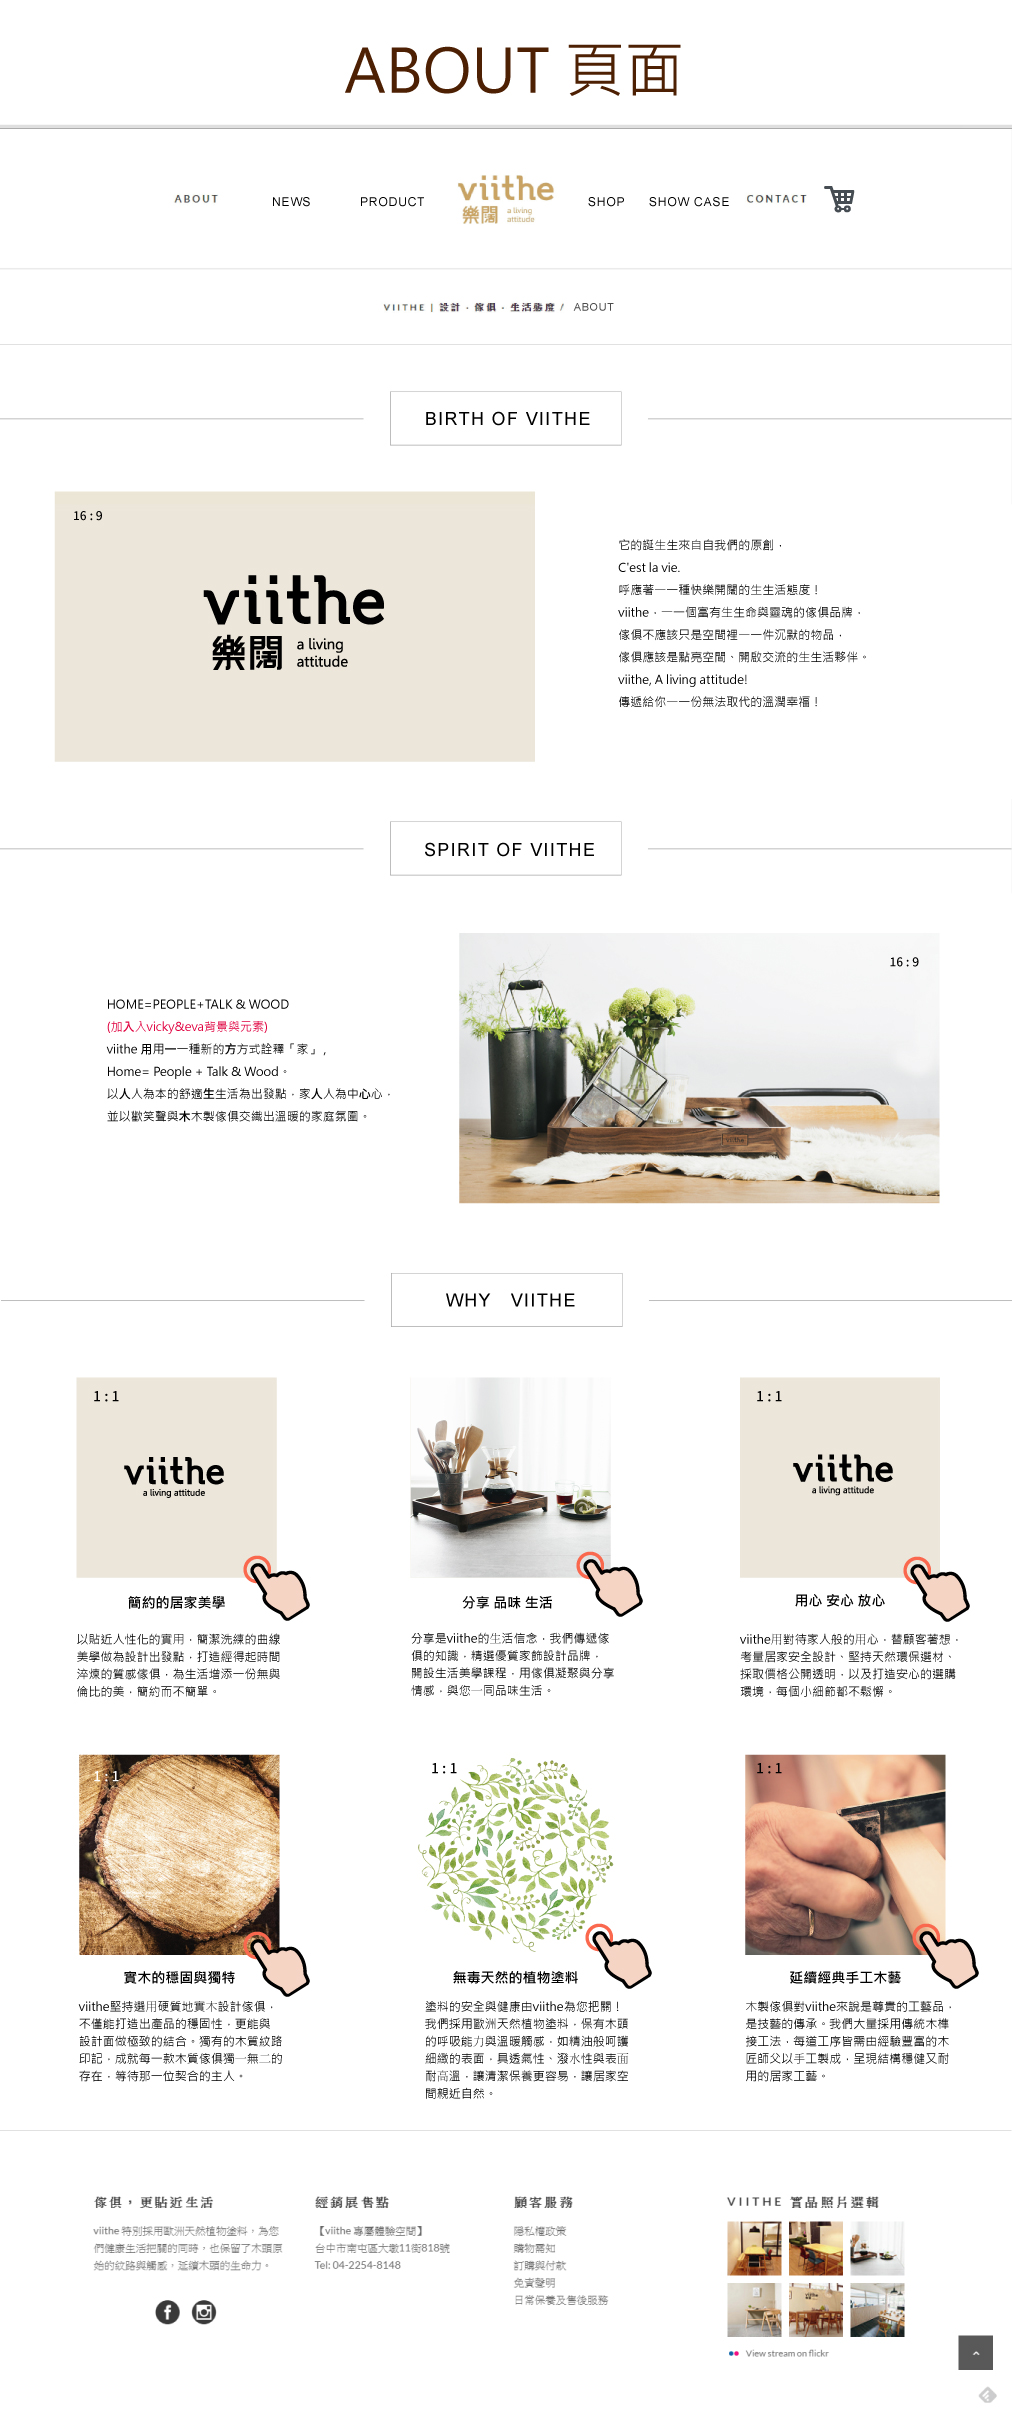 ABOUT 頁面
ABOUT
NEWS
PRODUCT
viithe
樂闊 a living attitude
SHOP
SHOW CASE
CONTACT
VIITHE | 設計．傢俱．生活態度 / ABOUT
BIRTH OF VIITHE
16:9
viithe
樂闊 a living attitude
它的誕生生來自自我們的原創，
C'est la vie.
呼應著一一種快樂開闊的生生活態度！
viithe，一一個富有生生命與靈魂的傢俱品牌，
傢俱不應該只是空間裡一一件沉默的物品，
傢俱應該是點亮空間、開啟交流的生生活夥伴。
viithe, A living attitude!
傳遞給你一一份無法取代的溫潤幸福！
SPIRIT OF VIITHE
HOME=PEOPLE+TALK & WOOD
(加入入vicky&eva背景與元素)
viithe 用用一一種新的方方式詮釋「家」,
Home= People + Talk & Wood。
以人人為本的舒適生生活為出發點，家人人為中心心，
並以歡笑聲與木木製傢俱交織出溫暖的家庭氛圍。
16:9
viithe
WHY VIITHE
1:1
viithe
a living attitude
簡約的居家美學
以貼近人性化的實用，簡潔洗練的曲線
美學做為設計出發點，打造經得起時間
淬煉的質感傢俱，為生活增添一份無與
倫比的美，簡約而不簡單。
分享 品味 生活
分享是viithe的生活信念，我們傳遞傢
俱的知識，精選優質家飾設計品牌，
開設生活美學課程，用傢俱凝聚與分享
情感，與您一同品味生活。
1:1
viithe
a living attitude
用心 安心 放心
viithe用對待家人般的用心，替顧客著想，
考量居家安全設計、堅持天然環保選材、
採取價格公開透明，以及打造安心的選購
環境，每個小細節都不鬆懈。
1:1
實木的穩固與獨特
viithe堅持選用硬質地實木設計傢俱，
不僅能打造出產品的穩固性，更能與
設計面做極致的結合。獨有的木質紋路
印記，成就每一款木質傢俱獨一無二的
存在，等待那一位契合的主人。
1:1
無毒天然的植物塗料
塗料的安全與健康由viithe為您把關！
我們採用歐洲天然植物塗料，保有木頭
的呼吸能力與溫暖觸感，如精油般呵護
細緻的表面，具透氣性、潑水性與表面
耐高溫，讓清潔保養更容易，讓居家空
間親近自然。
1:1
延續經典手工木藝
木製傢俱對viithe來說是尊貴的工藝品，
是技藝的傳承。我們大量採用傳統木榫
接工法，每道工序皆需由經驗豐富的木
匠師父以手工製成，呈現結構穩健又耐
用的居家工藝。
傢俱，更貼近生活
viithe 特別採用歐洲天然植物塗料，為您
們健康生活把關的同時，也保留了木頭原
始的紋路與觸感，延續木頭的生命力。
經銷展售點
【viithe 專屬體驗空間】
台中市南屯區大墩11街818號
Tel: 04-2254-8148
顧客服務
隱私權政策
購物需知
訂購與付款
免責聲明
日常保養及售後服務
VIITHE 實品照片選輯
View stream on flickr